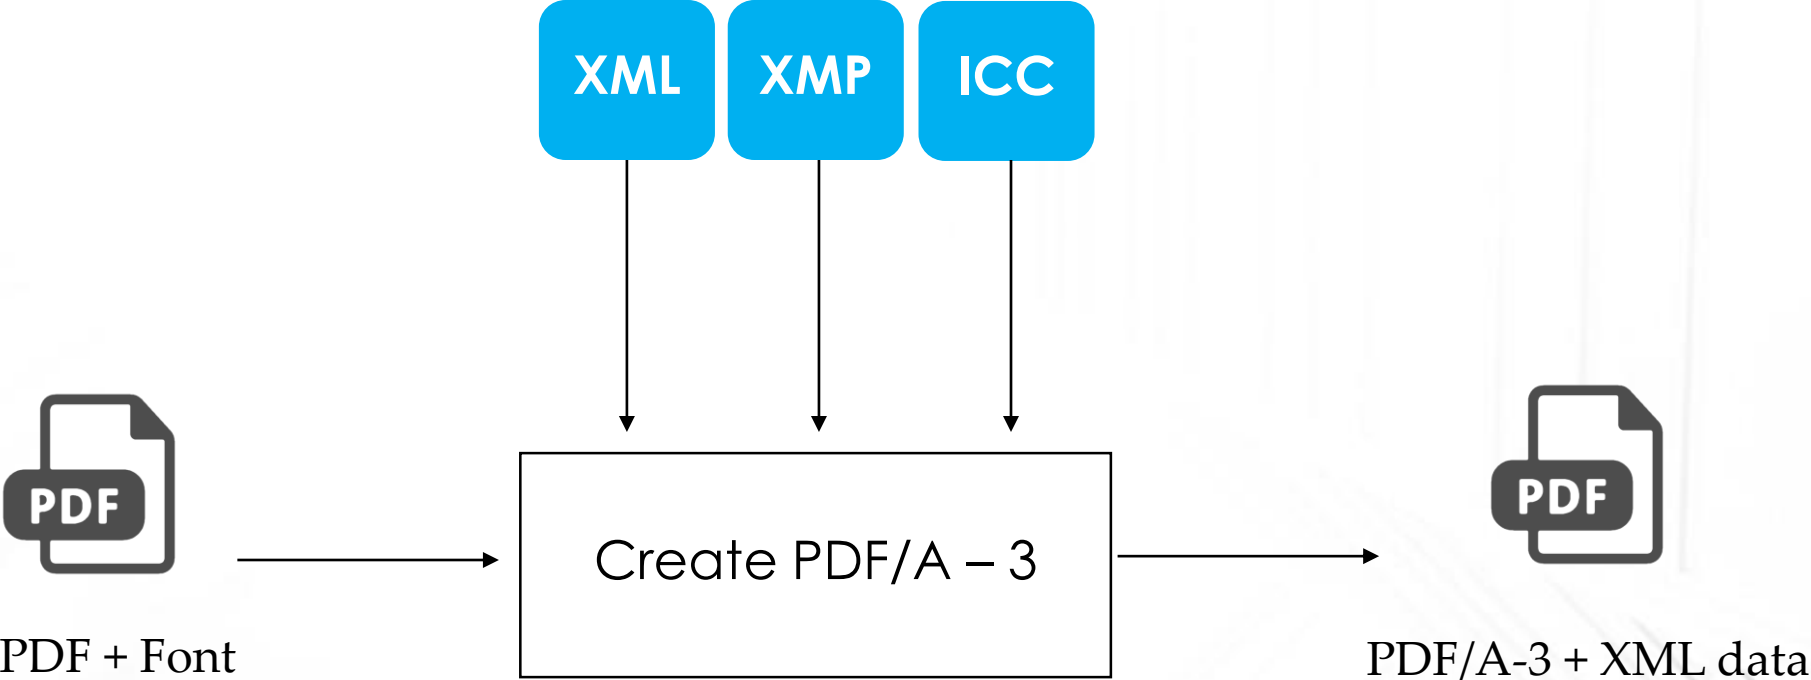 XML
XMP
ICC
PDF
PDF
Create PDF/A – 3
PDF + Font
PDF/A-3 + XML data